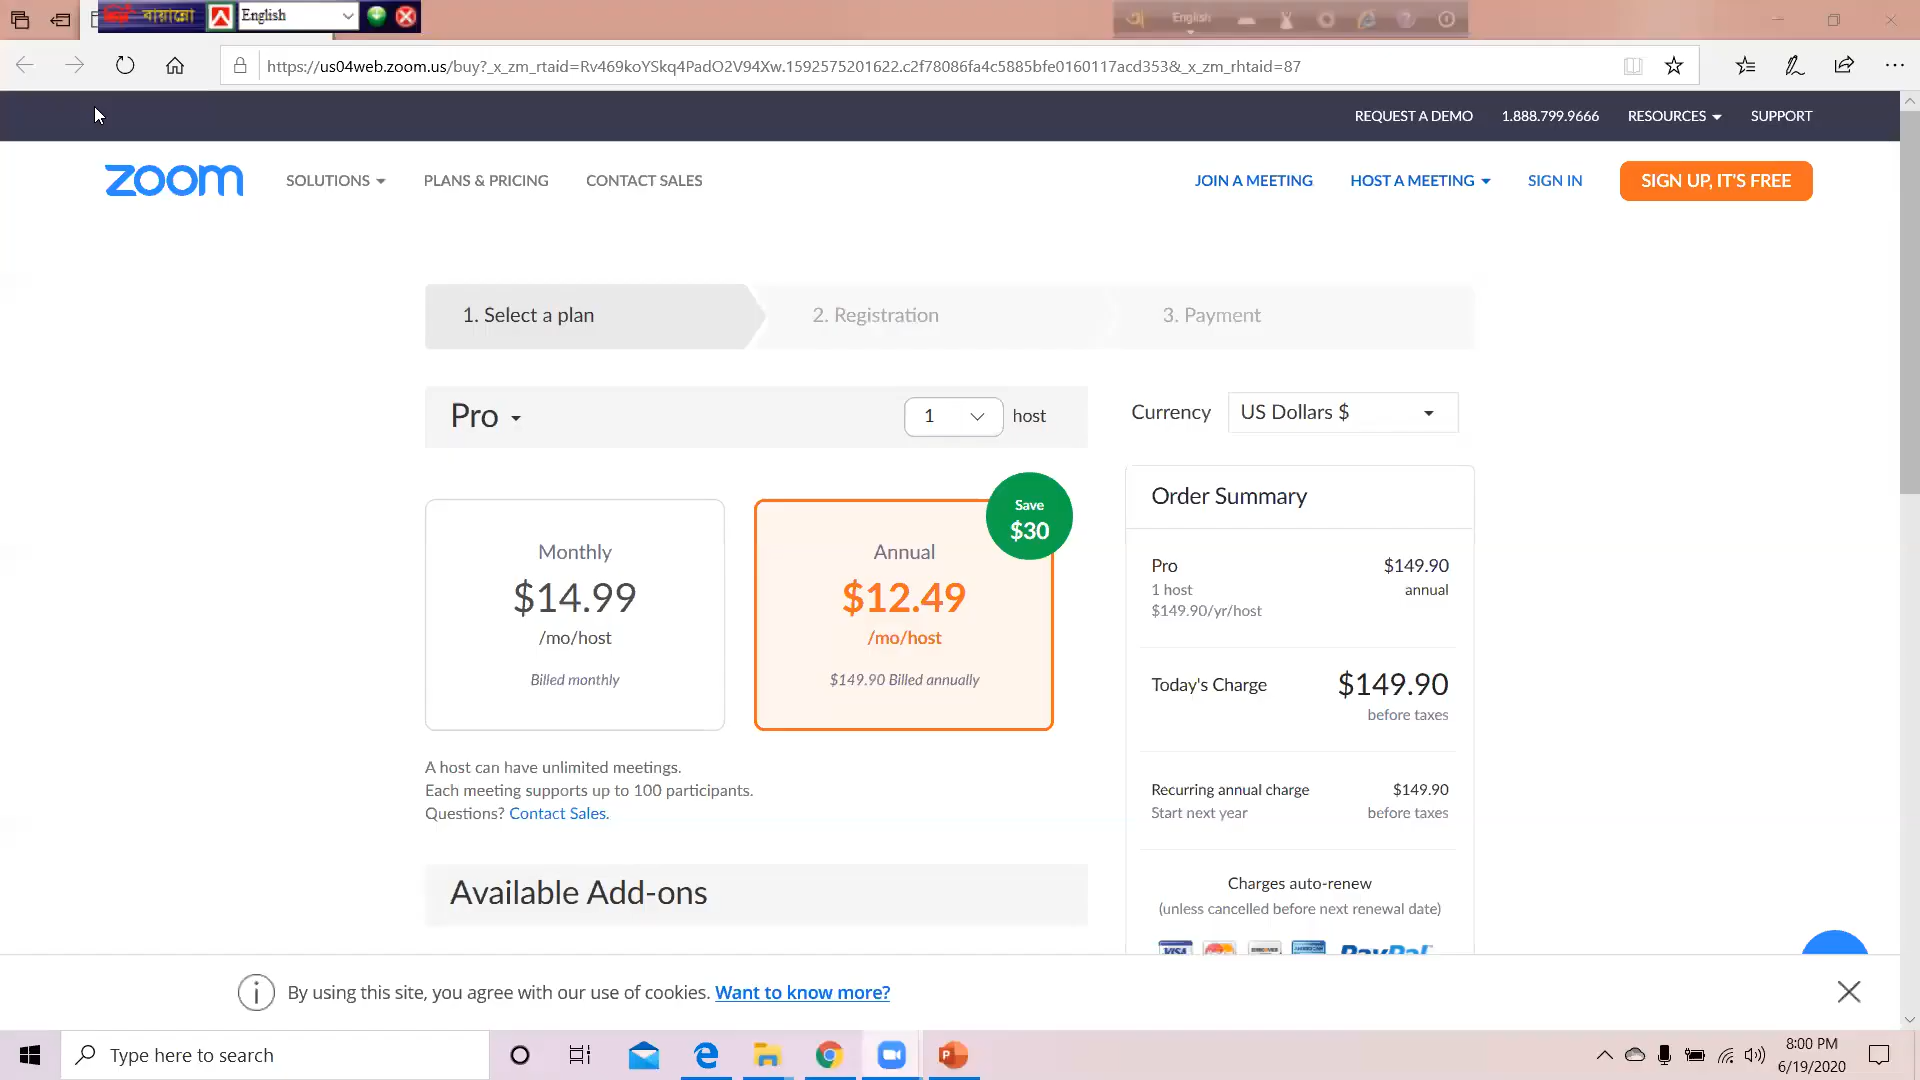 বায়ান্নো
English
English
https://us04web.zoom.us/buy?_x_zm_rtaid=Rv469koYSkq4PadO2V94Xw.1592575201622.c2f78086fa4c5885bfe0160117acd353&_x_zm_rhtaid=87
REQUEST A DEMO 1.888.799.9666 RESOURCES SUPPORT
zoom SOLUTIONS PLANS & PRICING CONTACT SALES JOIN A MEETING HOST A MEETING SIGN IN SIGN UP, IT'S FREE
1. Select a plan 2. Registration 3. Payment
Pro 1 host
Currency US Dollars $
Save
$30
Monthly
$14.99
/mo/host
Billed monthly
Annual
$12.49
/mo/host
$149.90 Billed annually
A host can have unlimited meetings.
Each meeting supports up to 100 participants.
Questions? Contact Sales.
Available Add-ons
Order Summary
Pro $149.90
1 host annual
$149.90/yr/host
Today's Charge $149.90
before taxes
Recurring annual charge $149.90
Start next year before taxes
Charges auto-renew
(unless cancelled before next renewal date)
VISA PayPal
By using this site, you agree with our use of cookies. Want to know more?
Type here to search
8:00 PM
6/19/2020